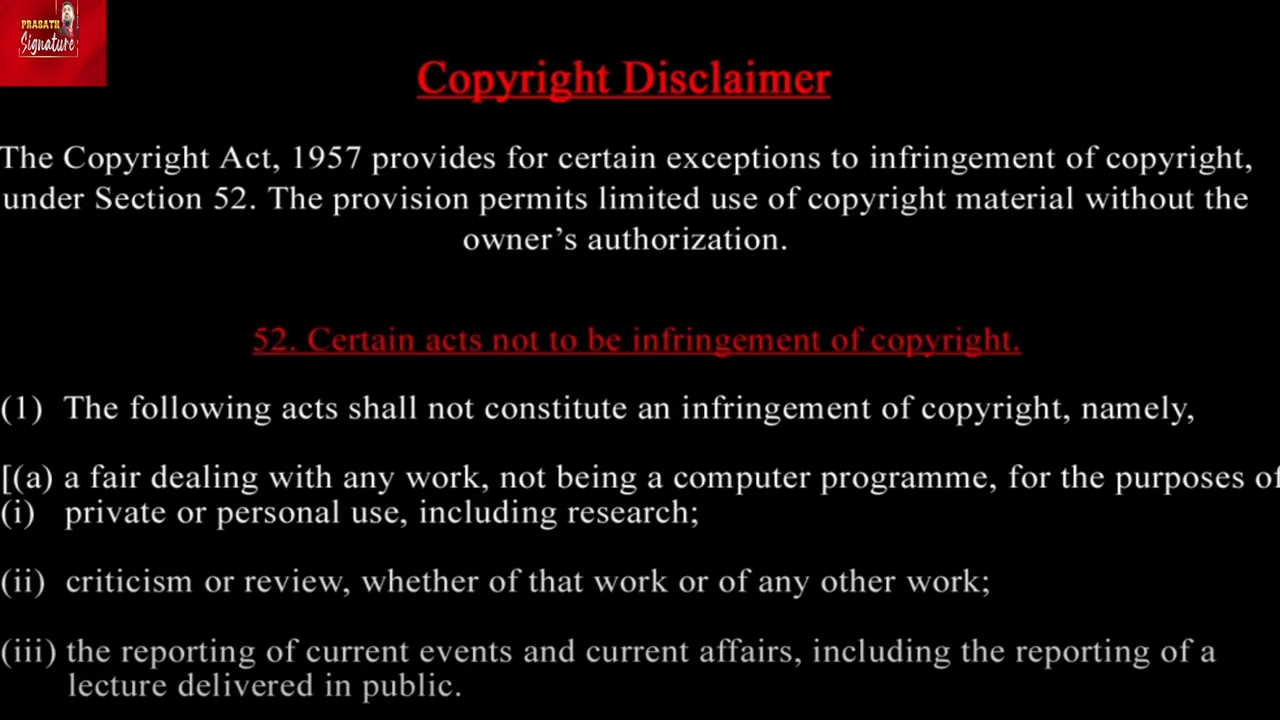 PRASATH
Signature
Copyright Disclaimer
The Copyright Act, 1957 provides for certain exceptions to infringement of copyright,
under Section 52. The provision permits limited use of copyright material without the
owner’s authorization.
52. Certain acts not to be infringement of copyright.
(1) The following acts shall not constitute an infringement of copyright, namely,
[(a) a fair dealing with any work, not being a computer programme, for the purposes of
(i) private or personal use, including research;
(ii) criticism or review, whether of that work or of any other work;
(iii) the reporting of current events and current affairs, including the reporting of a
lecture delivered in public.